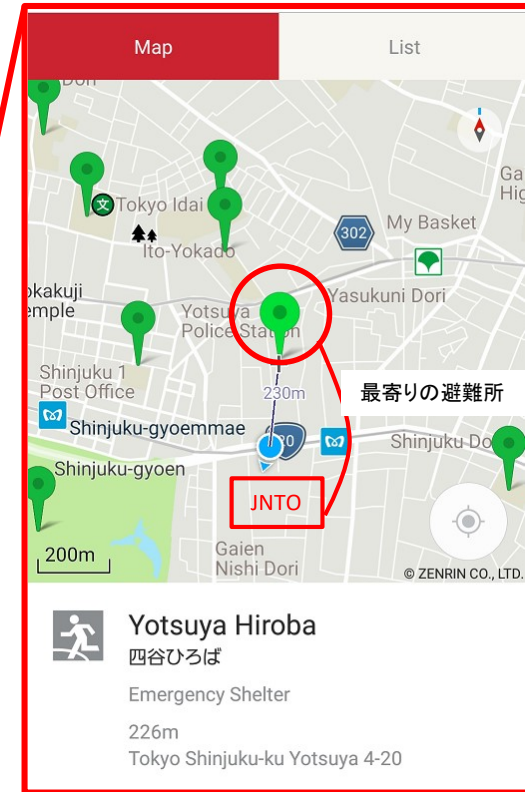 Map
List
Dori
Ga
Hig
文
Tokyo Idai
302
My Basket
Ito-Yokado
okakuji
emple
Yotsuya
Police Station
Yasukuni Dori
Shinjuku 1
Post Office
230m
最寄りの避難所
Shinjuku-gyoemmae
20
Shinjuku Do
Shinjuku-gyoen
JNTO
200m
Gaien
Nishi Dori
© ZENRIN CO., LTD.
Yotsuya Hiroba
四谷ひろば
Emergency Shelter
226m
Tokyo Shinjuku-ku Yotsuya 4-20